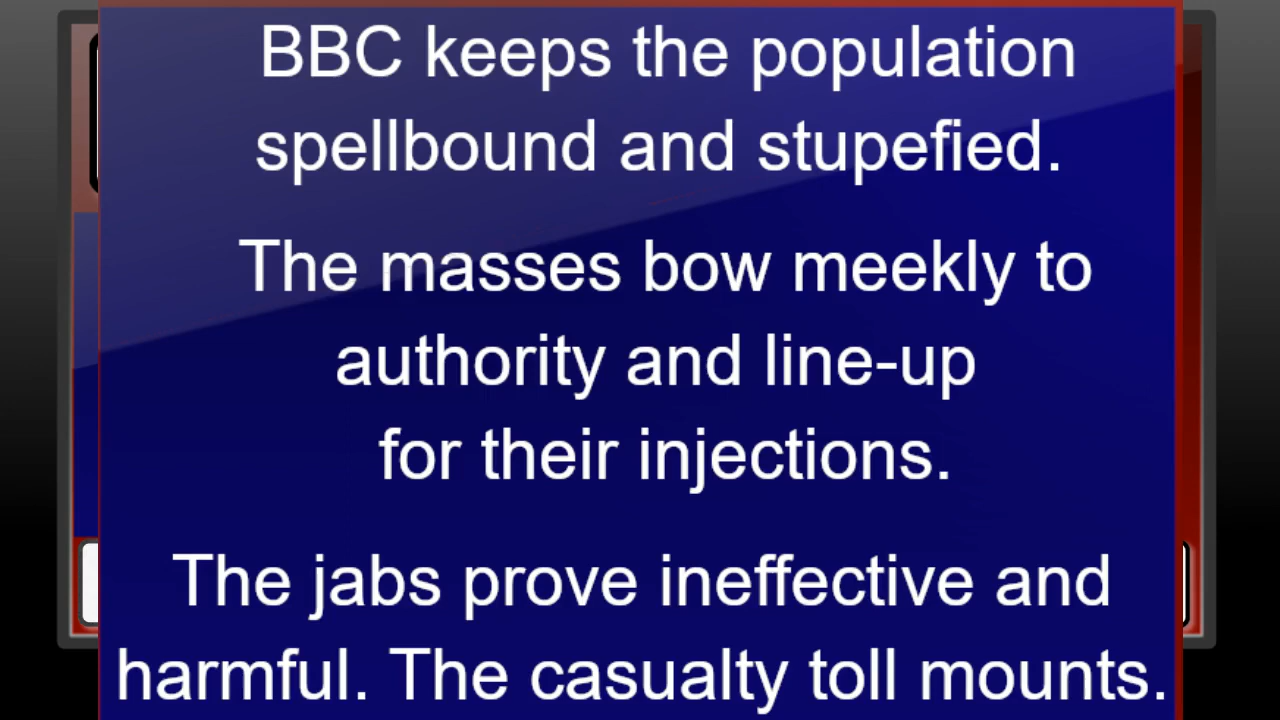 BBC keeps the population
spellbound and stupefied.
The masses bow meekly to
authority and line-up
for their injections.
The jabs prove ineffective and
harmful. The casualty toll mounts.